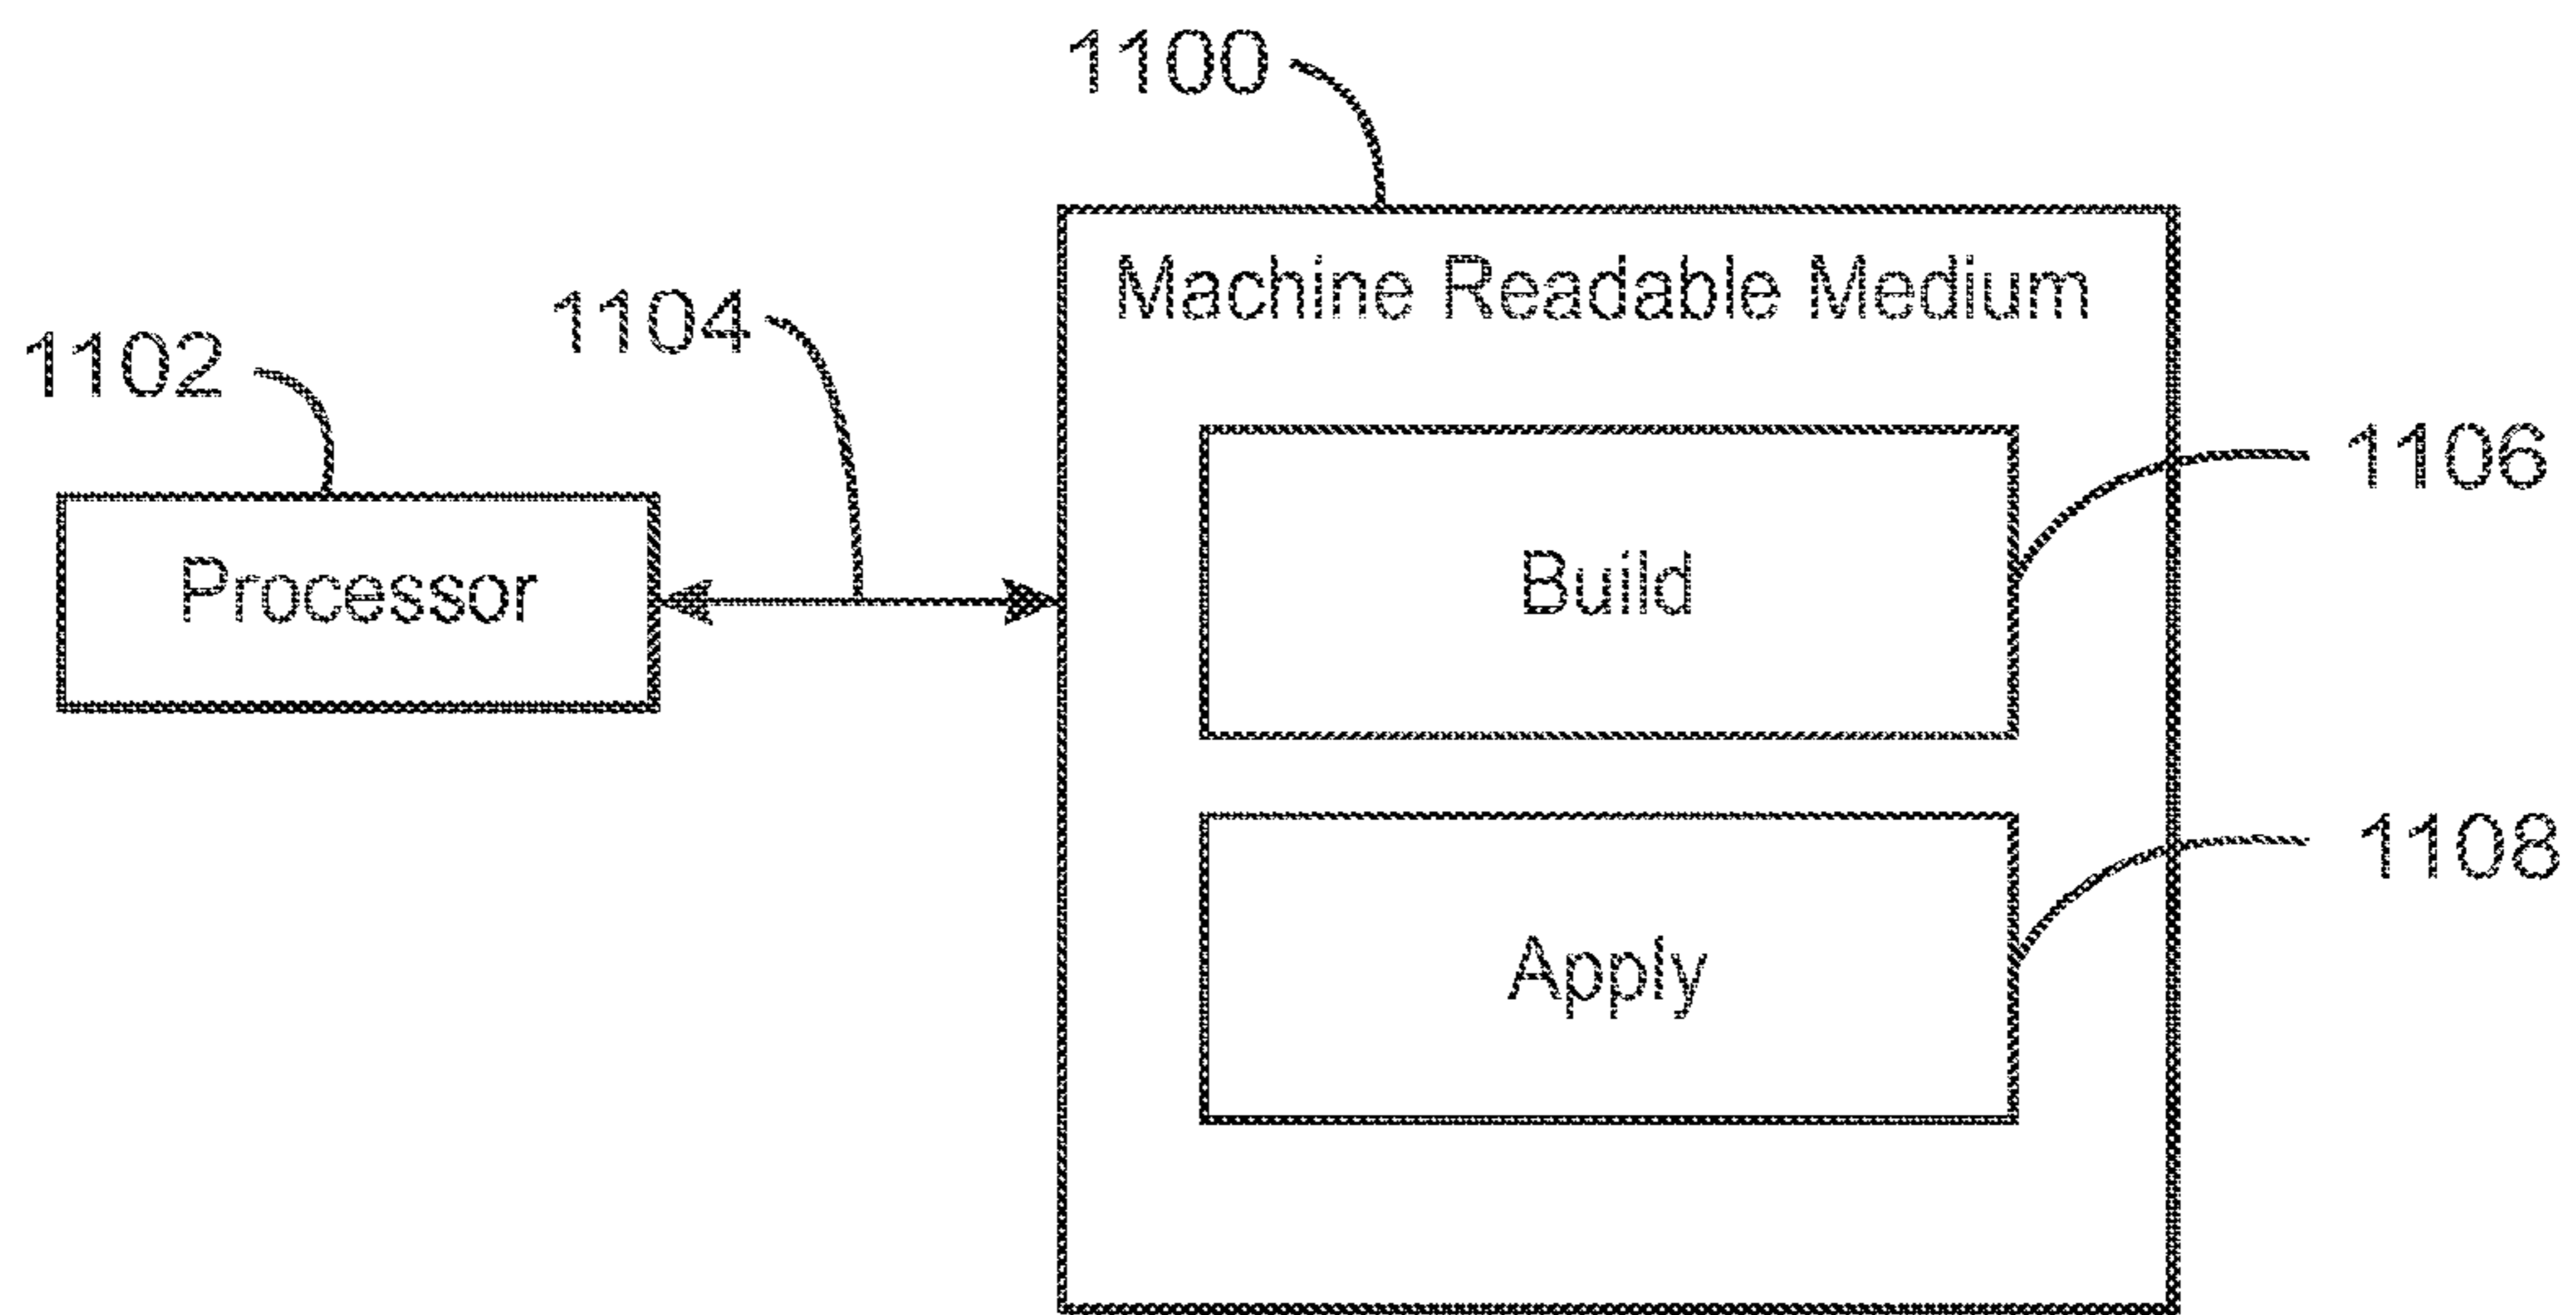 1100
Machine Readable Medium
1104
1102
1106
Processor
Build
1108
Apply